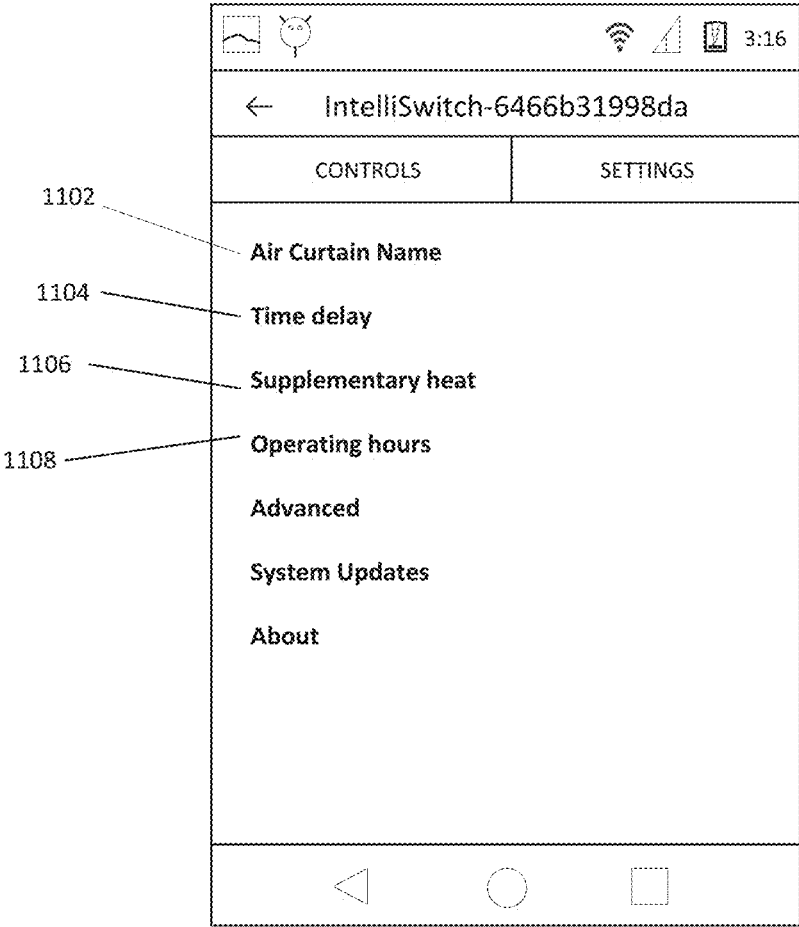 3:16
IntelliSwitch-6466b31998da
CONTROLS SETTINGS
1102
Air Curtain Name
1104
Time delay
1106
Supplementary heat
1108
Operating hours
Advanced
System Updates
About